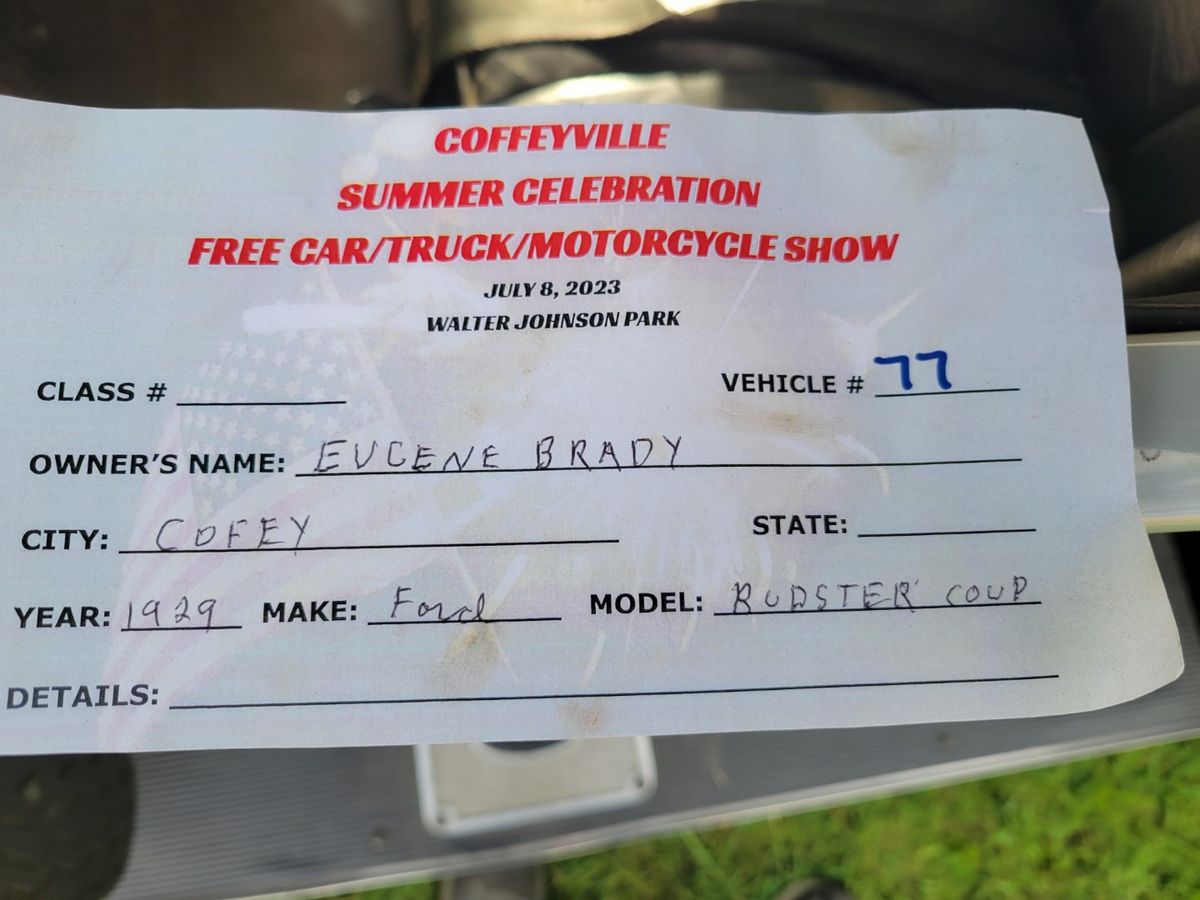 COFFEYVILLE
SUMMER CELEBRATION
FREE CAR/TRUCK/MOTORCYCLE SHOW
JULY 8, 2023
WALTER JOHNSON PARK
CLASS # VEHICLE # 77
OWNER'S NAME: EUGENE BRADY
CITY: COFEY STATE:
YEAR: 1929 MAKE: Ford MODEL: RUDSTER COUP
DETAILS: